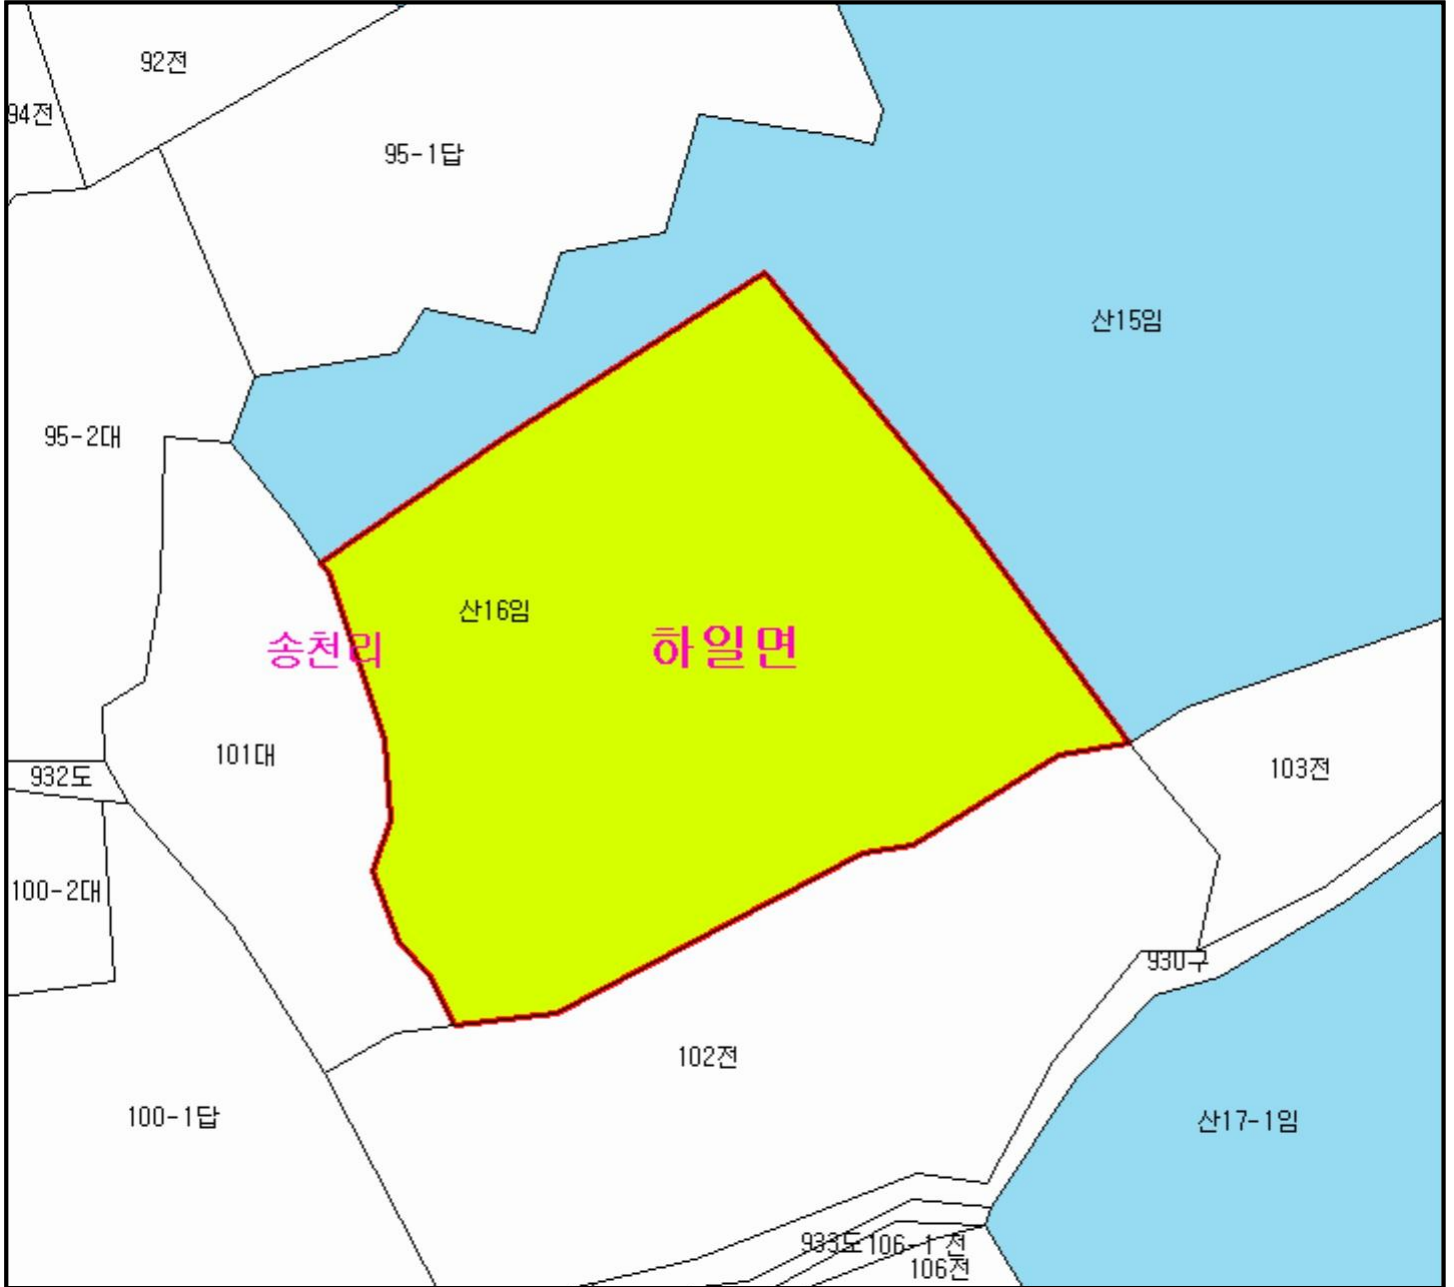 92전
94전
95-1답
산15임
95-2대
산16임
송천리
하일면
101대
932도
103전
100-2대
930구
102전
100-1답
산17-1임
933도
106-1 전
106전